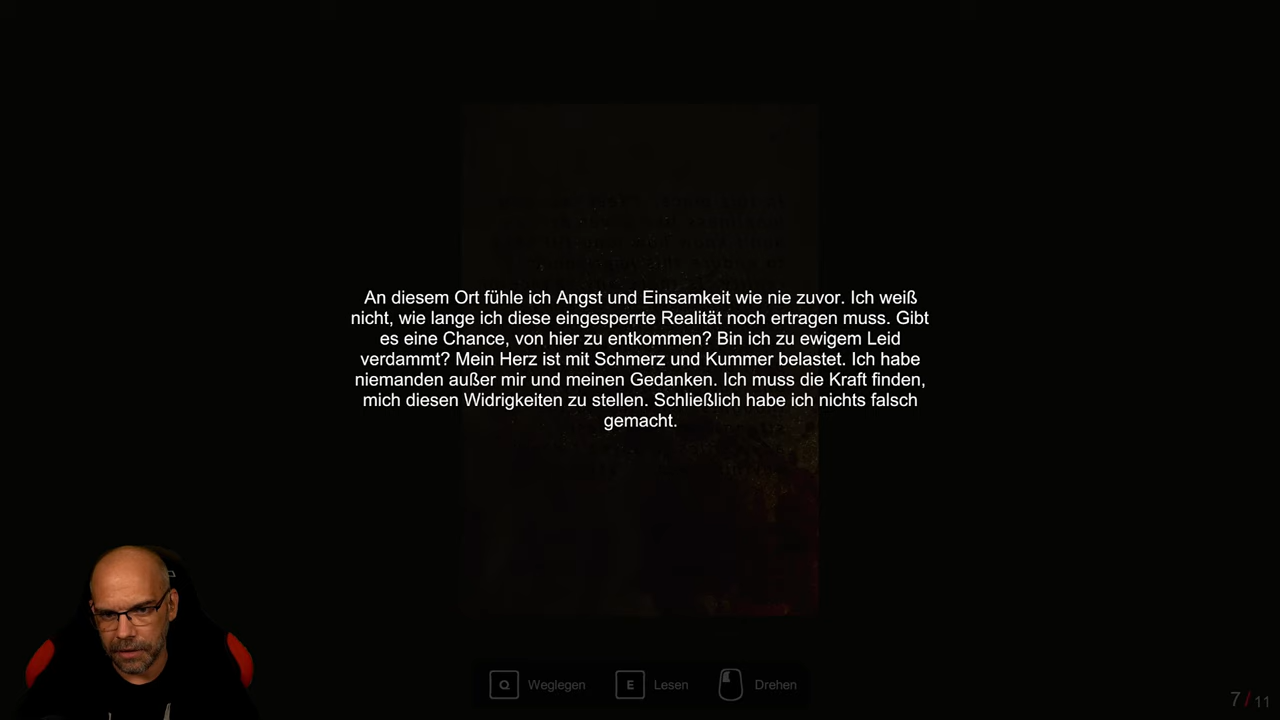 An diesem Ort fühle ich Angst und Einsamkeit wie nie zuvor. Ich weiß
nicht, wie lange ich diese eingesperrte Realität noch ertragen muss. Gibt
es eine Chance, von hier zu entkommen? Bin ich zu ewigem Leid
verdammt? Mein Herz ist mit Schmerz und Kummer belastet. Ich habe
niemanden außer mir und meinen Gedanken. Ich muss die Kraft finden,
mich diesen Widrigkeiten zu stellen. Schließlich habe ich nichts falsch
gemacht.
Q Weglegen E Lesen Drehen
7 / 11